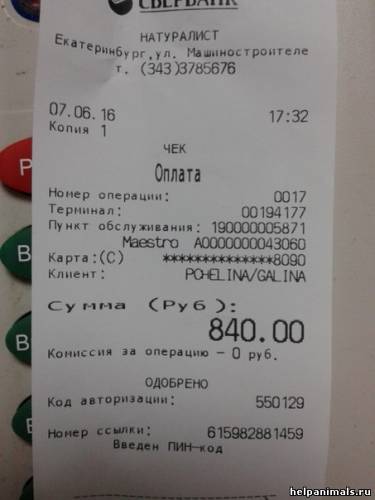 СБЕРБАНК
НАТУРАЛИСТ
Екатеринбург,ул. Машиностроителе
т. (343)3785676
07.06.16 17:32
Копия 1
ЧЕК
Оплата
Номер операции: 0017
Терминал: 00194177
Пункт обслуживания: 190000005871
Maestro A0000000043060
Карта:(C) **************8090
Клиент: POHELINA/GALINA
Сумма (Руб):
840.00
Комиссия за операцию – 0 руб.
ОДОБРЕНО
Код авторизации: 550129
Номер ссылки: 615982881459
Введен ПИН-код
helpanimals.ru